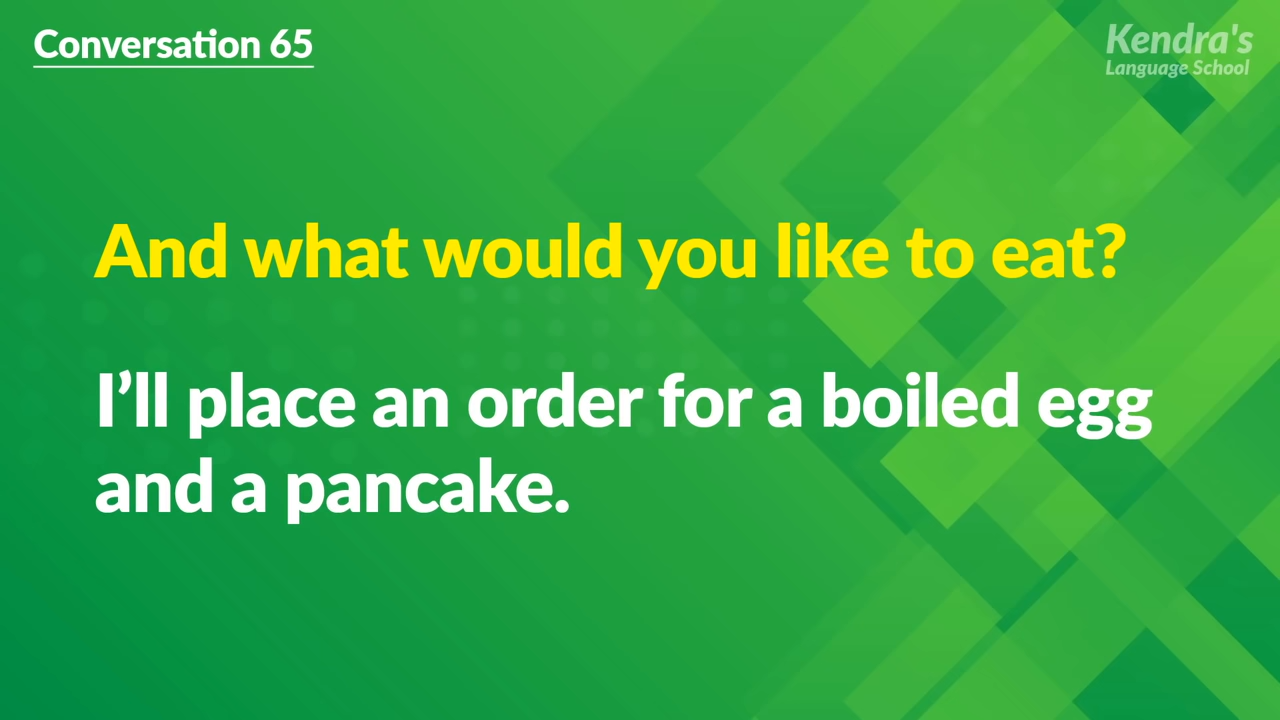 Conversation 65
Kendra's
Language School
And what would you like to eat?
I’ll place an order for a boiled egg
and a pancake.